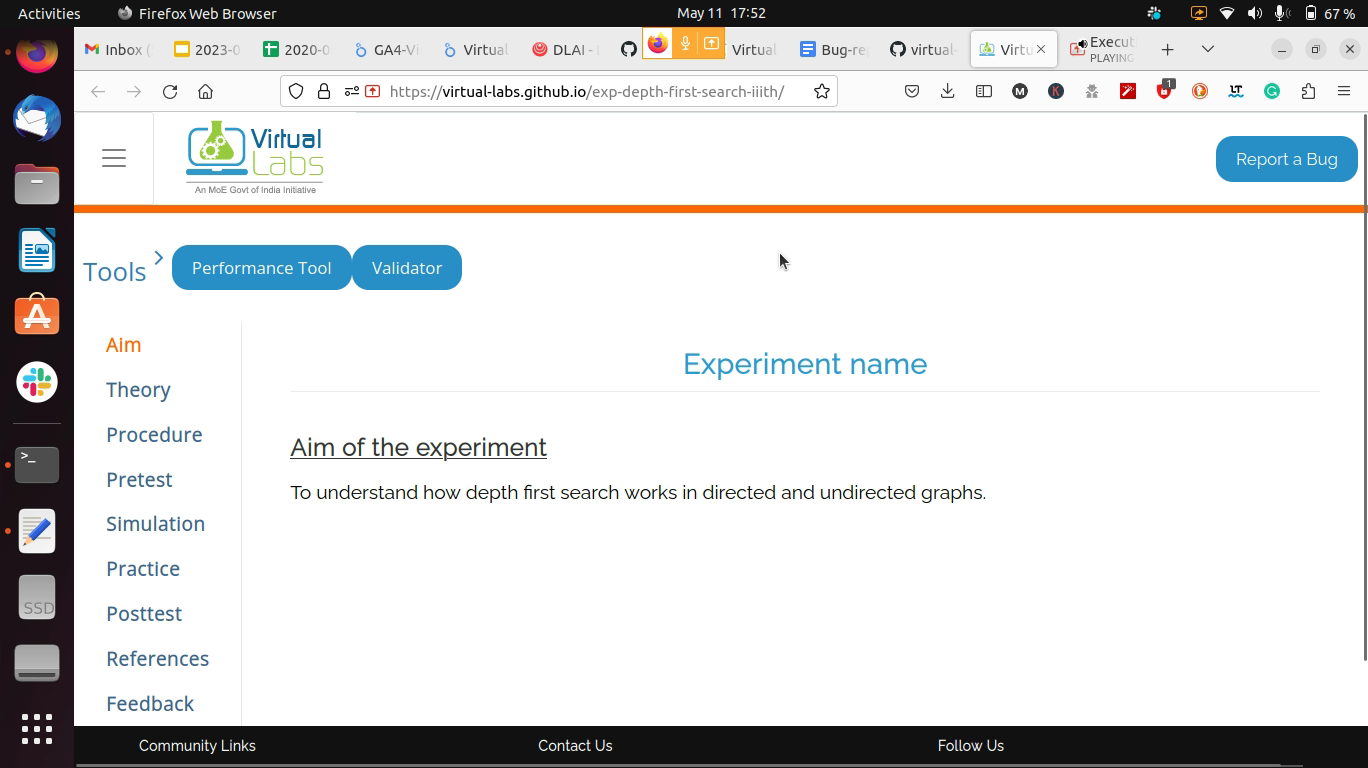 Activities Firefox Web Browser May 11 17:52 67 %
Inbox ( 2023-0 2020-0 GA4-Vi Virtual DLAI - Virtual Bug-re virtual- Virtu Execut
PLAYING
https://virtual-labs.github.io/exp-depth-first-search-iiith/ M K 1 LT G
Virtual
Labs
An MoE Govt of India Initiative
Report a Bug
Tools Performance Tool Validator
Aim
Theory
Procedure
Pretest
Simulation
Practice
Posttest
References
Feedback
Experiment name
Aim of the experiment
To understand how depth first search works in directed and undirected graphs.
SSD
Community Links Contact Us Follow Us